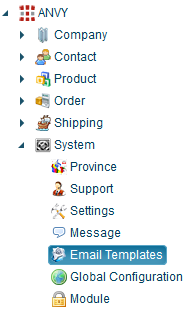 ANVY
Company
Contact
Product
Order
Shipping
System
Province
Support
Settings
Message
Email Templates
Global Configuration
Module